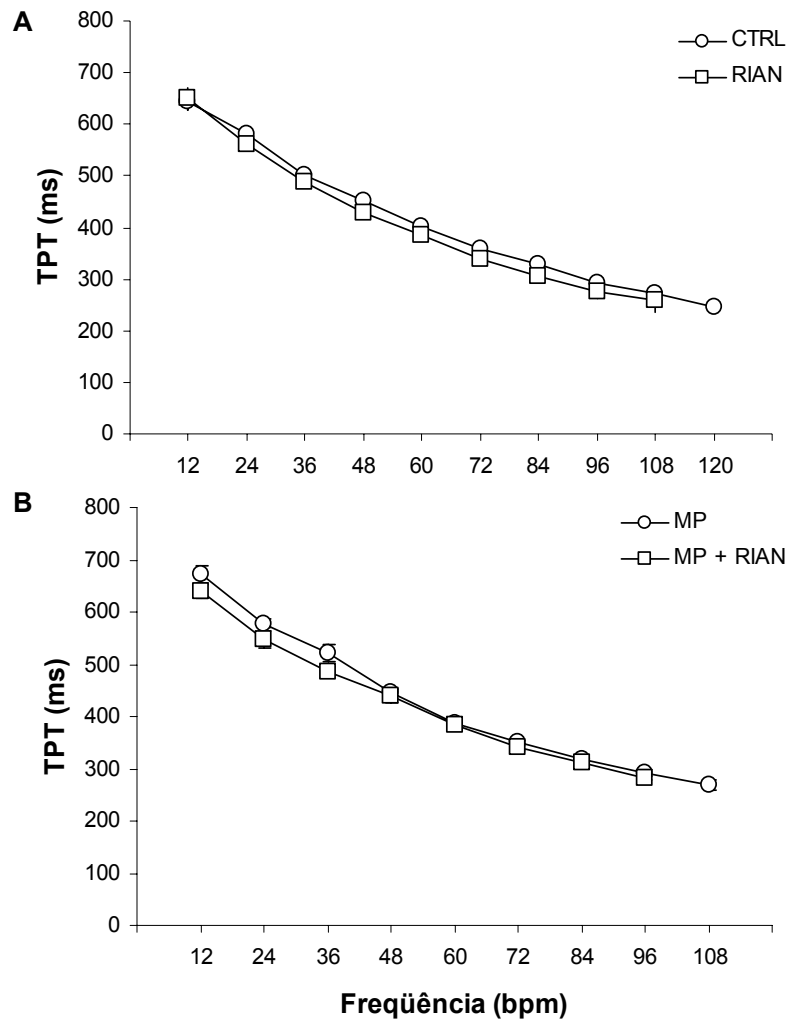 A
CTRL
RIAN
TPT (ms)
800
700
600
500
400
300
200
100
0
12 24 36 48 60 72 84 96 108 120
B
MP
MP + RIAN
TPT (ms)
800
700
600
500
400
300
200
100
0
12 24 36 48 60 72 84 96 108
Freqüência (bpm)